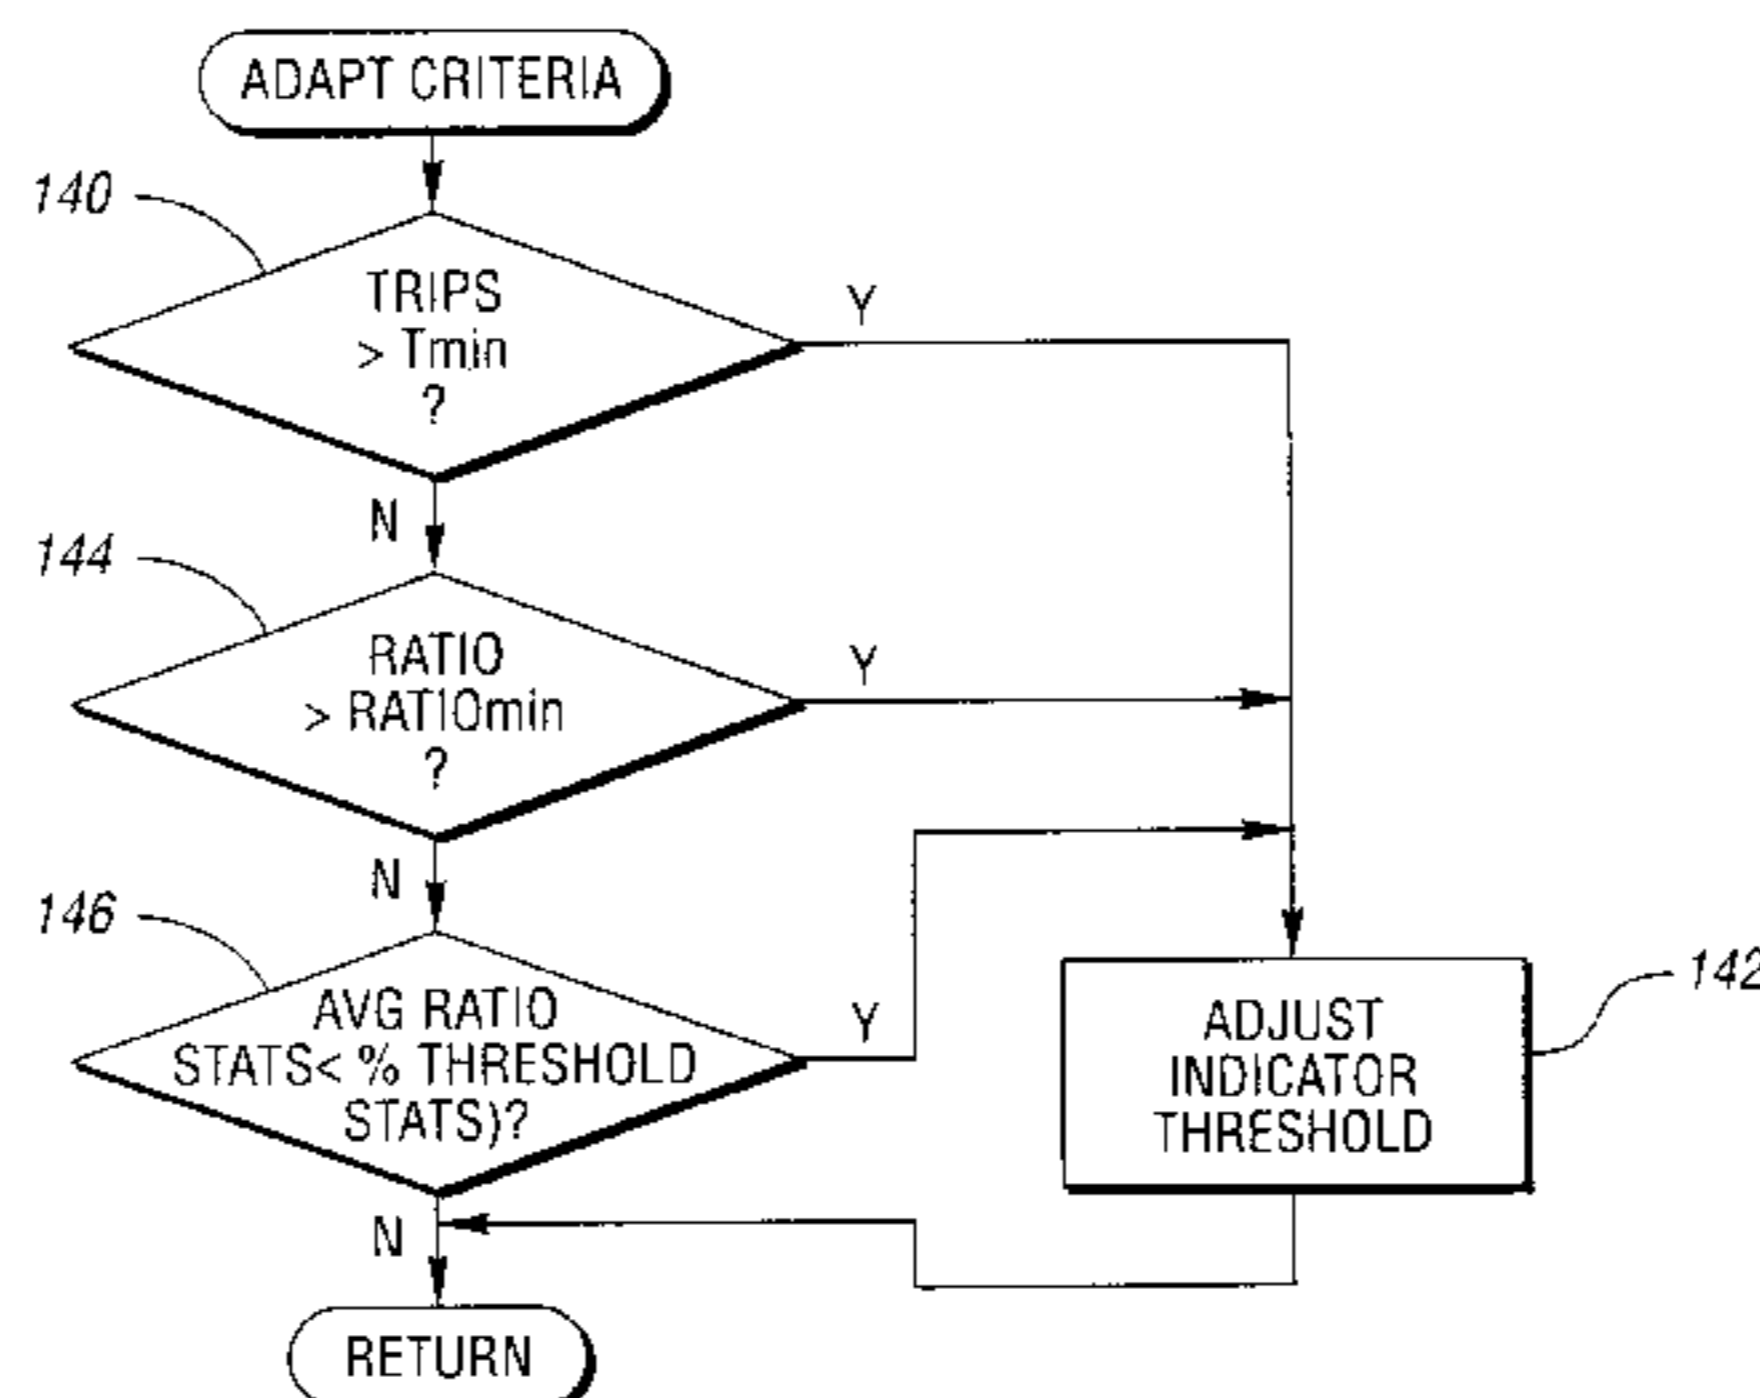 ADAPT CRITERIA
140
TRIPS
> Tmin
?
Y
N
144
RATIO
> RATIOmin
?
Y
N
146
AVG RATIO
STATS< % THRESHOLD
STATS)?
Y
N
ADJUST
INDICATOR
THRESHOLD
142
RETURN